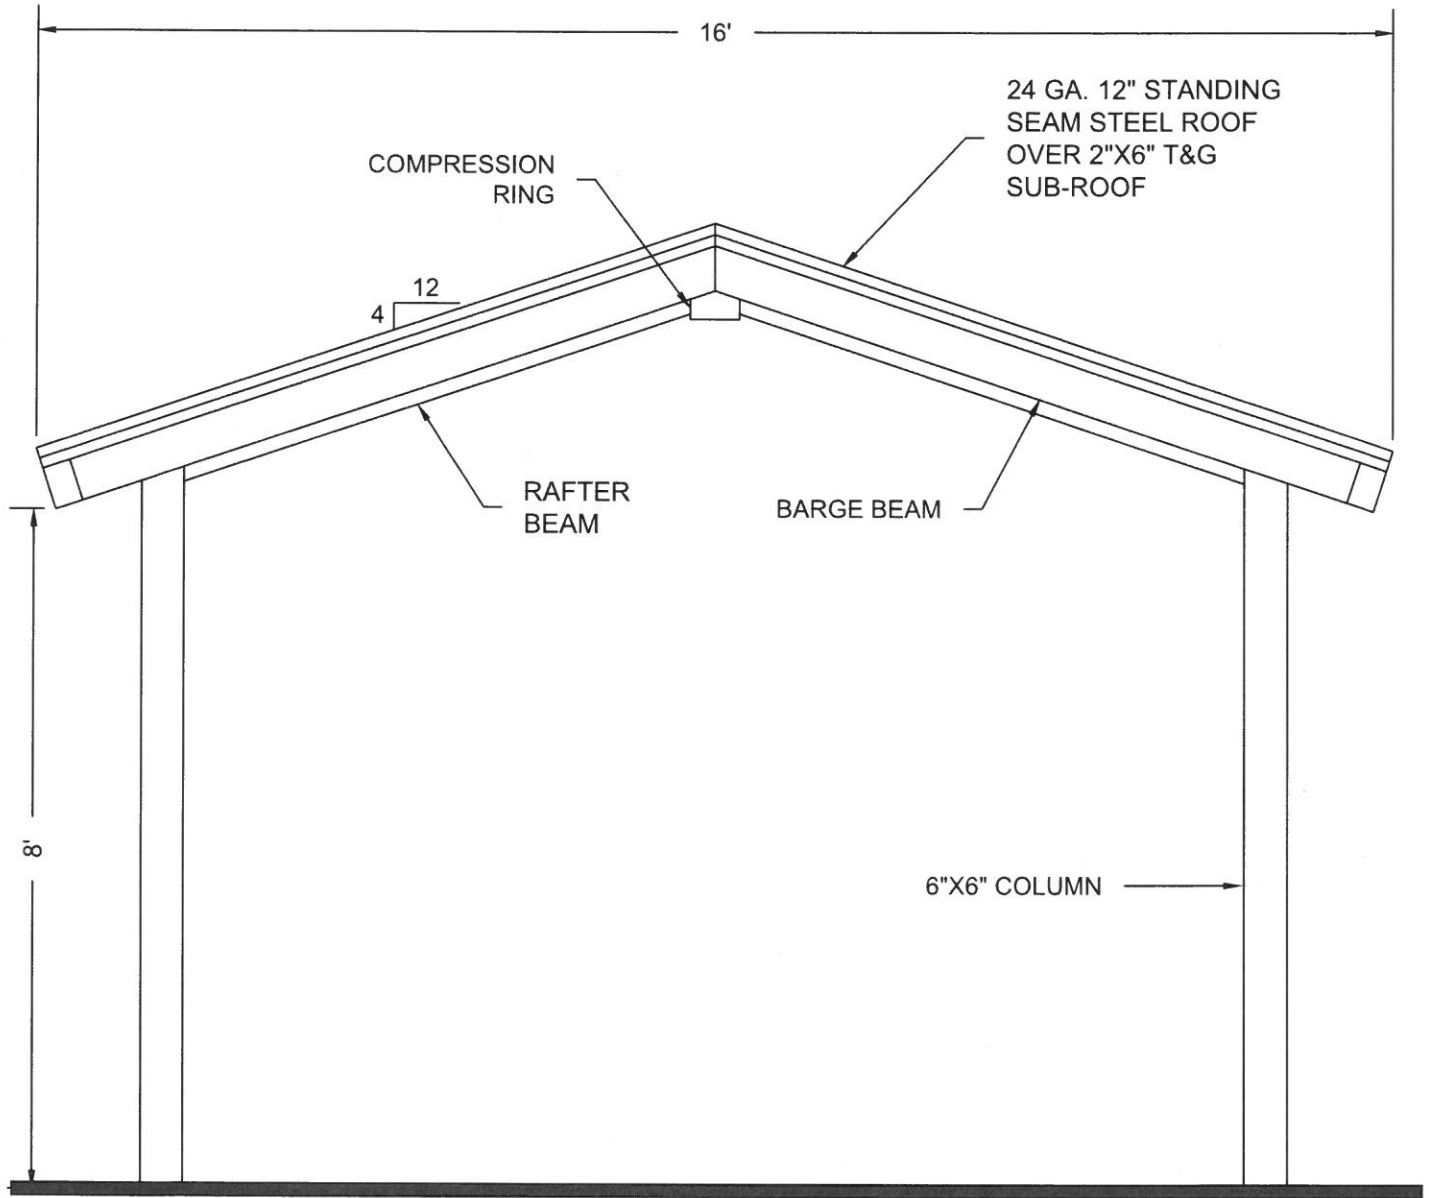 16'
24 GA. 12" STANDING
SEAM STEEL ROOF
OVER 2"X6" T&G
SUB-ROOF
COMPRESSION
RING
12
4
RAFTER
BEAM
BARGE BEAM
8'
6"X6" COLUMN